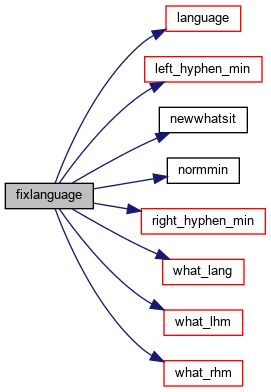 language
left_hyphen_min
newwhatsit
normmin
fixlanguage
right_hyphen_min
what_lang
what_lhm
what_rhm